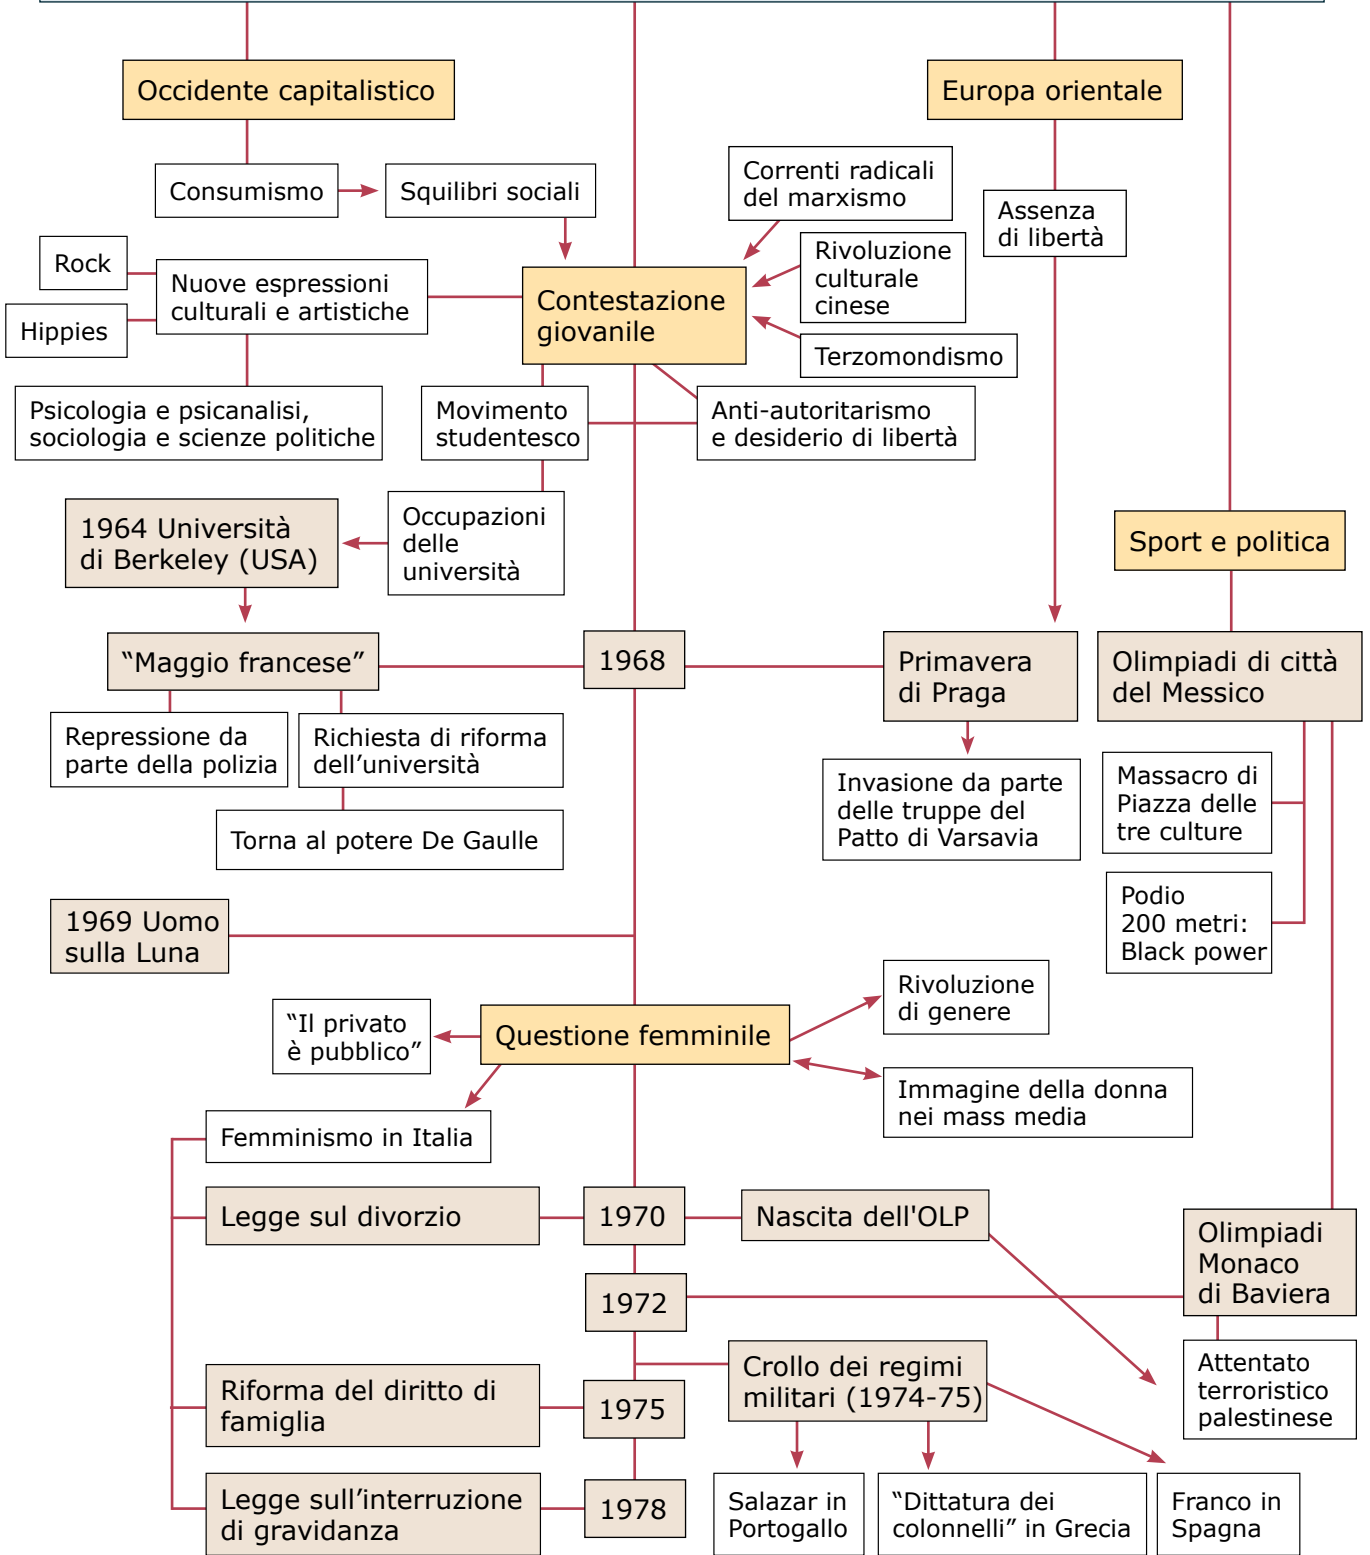 Occidente capitalistico
Europa orientale
Consumismo
Squilibri sociali
Correnti radicali
del marxismo
Assenza
di libertà
Rock
Nuove espressioni
culturali e artistiche
Hippies
Contestazione
giovanile
Rivoluzione
culturale
cinese
Terzomondismo
Psicologia e psicanalisi,
sociologia e scienze politiche
Movimento
studentesco
Anti-autoritarismo
e desiderio di libertà
1964 Università
di Berkeley (USA)
Occupazioni
delle
università
Sport e politica
“Maggio francese”
1968
Primavera
di Praga
Olimpiadi di città
del Messico
Repressione da
parte della polizia
Richiesta di riforma
dell’università
Torna al potere De Gaulle
Invasione da parte
delle truppe del
Patto di Varsavia
Massacro di
Piazza delle
tre culture
Podio
200 metri:
Black power
1969 Uomo
sulla Luna
“Il privato
è pubblico”
Questione femminile
Rivoluzione
di genere
Immagine della donna
nei mass media
Femminismo in Italia
Legge sul divorzio
1970
Nascita dell'OLP
Olimpiadi
Monaco
di Baviera
1972
Attentato
terroristico
palestinese
Crollo dei regimi
militari (1974-75)
Riforma del diritto di
famiglia
1975
Legge sull’interruzione
di gravidanza
1978
Salazar in
Portogallo
“Dittatura dei
colonnelli” in Grecia
Franco in
Spagna